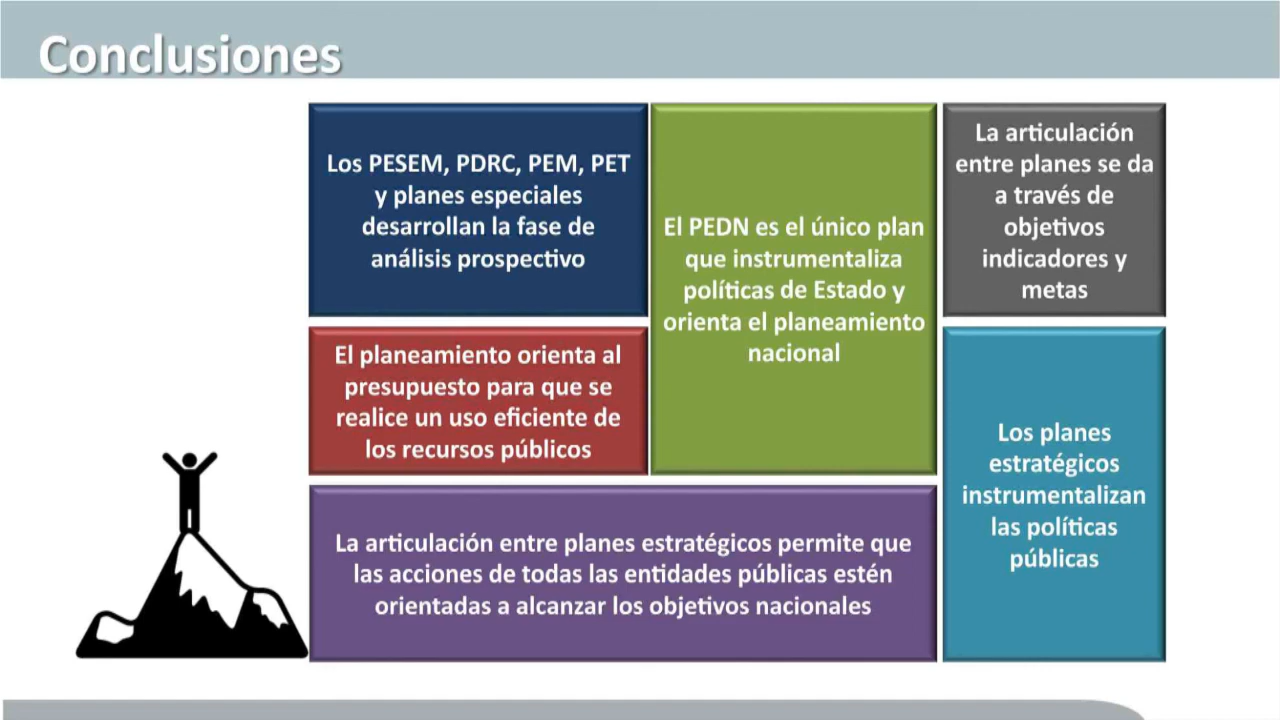 Conclusiones
Los PESEM, PDRC, PEM, PET
y planes especiales
desarrollan la fase de
análisis prospectivo
El PEDN es el único plan
que instrumentaliza
políticas de Estado y
orienta el planeamiento
nacional
La articulación
entre planes se da
a través de
objetivos
indicadores y
metas
El planeamiento orienta al
presupuesto para que se
realice un uso eficiente de
los recursos públicos
Los planes
estratégicos
instrumentalizan
las políticas
públicas
La articulación entre planes estratégicos permite que
las acciones de todas las entidades públicas estén
orientadas a alcanzar los objetivos nacionales